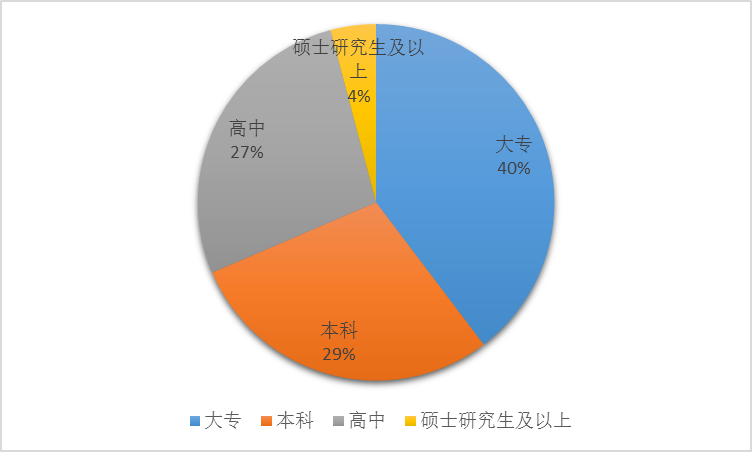 硕士研究生及以
上
4%
高中
27%
大专
40%
本科
29%
大专 本科 高中 硕士研究生及以上